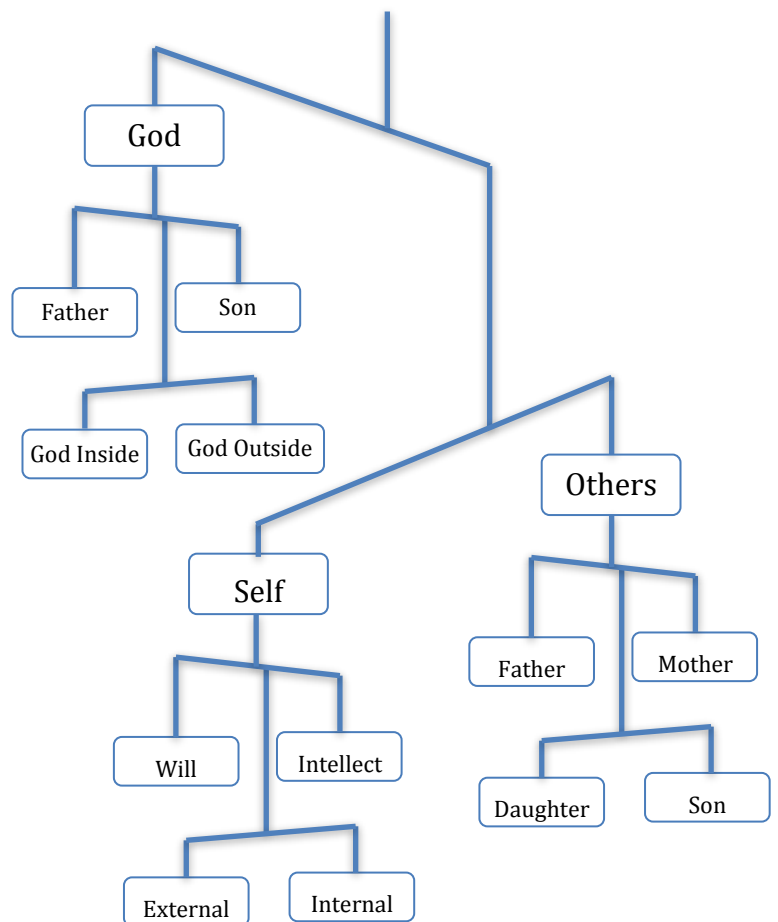 God
Father
Son
God Inside
God Outside
Others
Self
Father
Mother
Will
Intellect
Daughter
Son
External
Internal